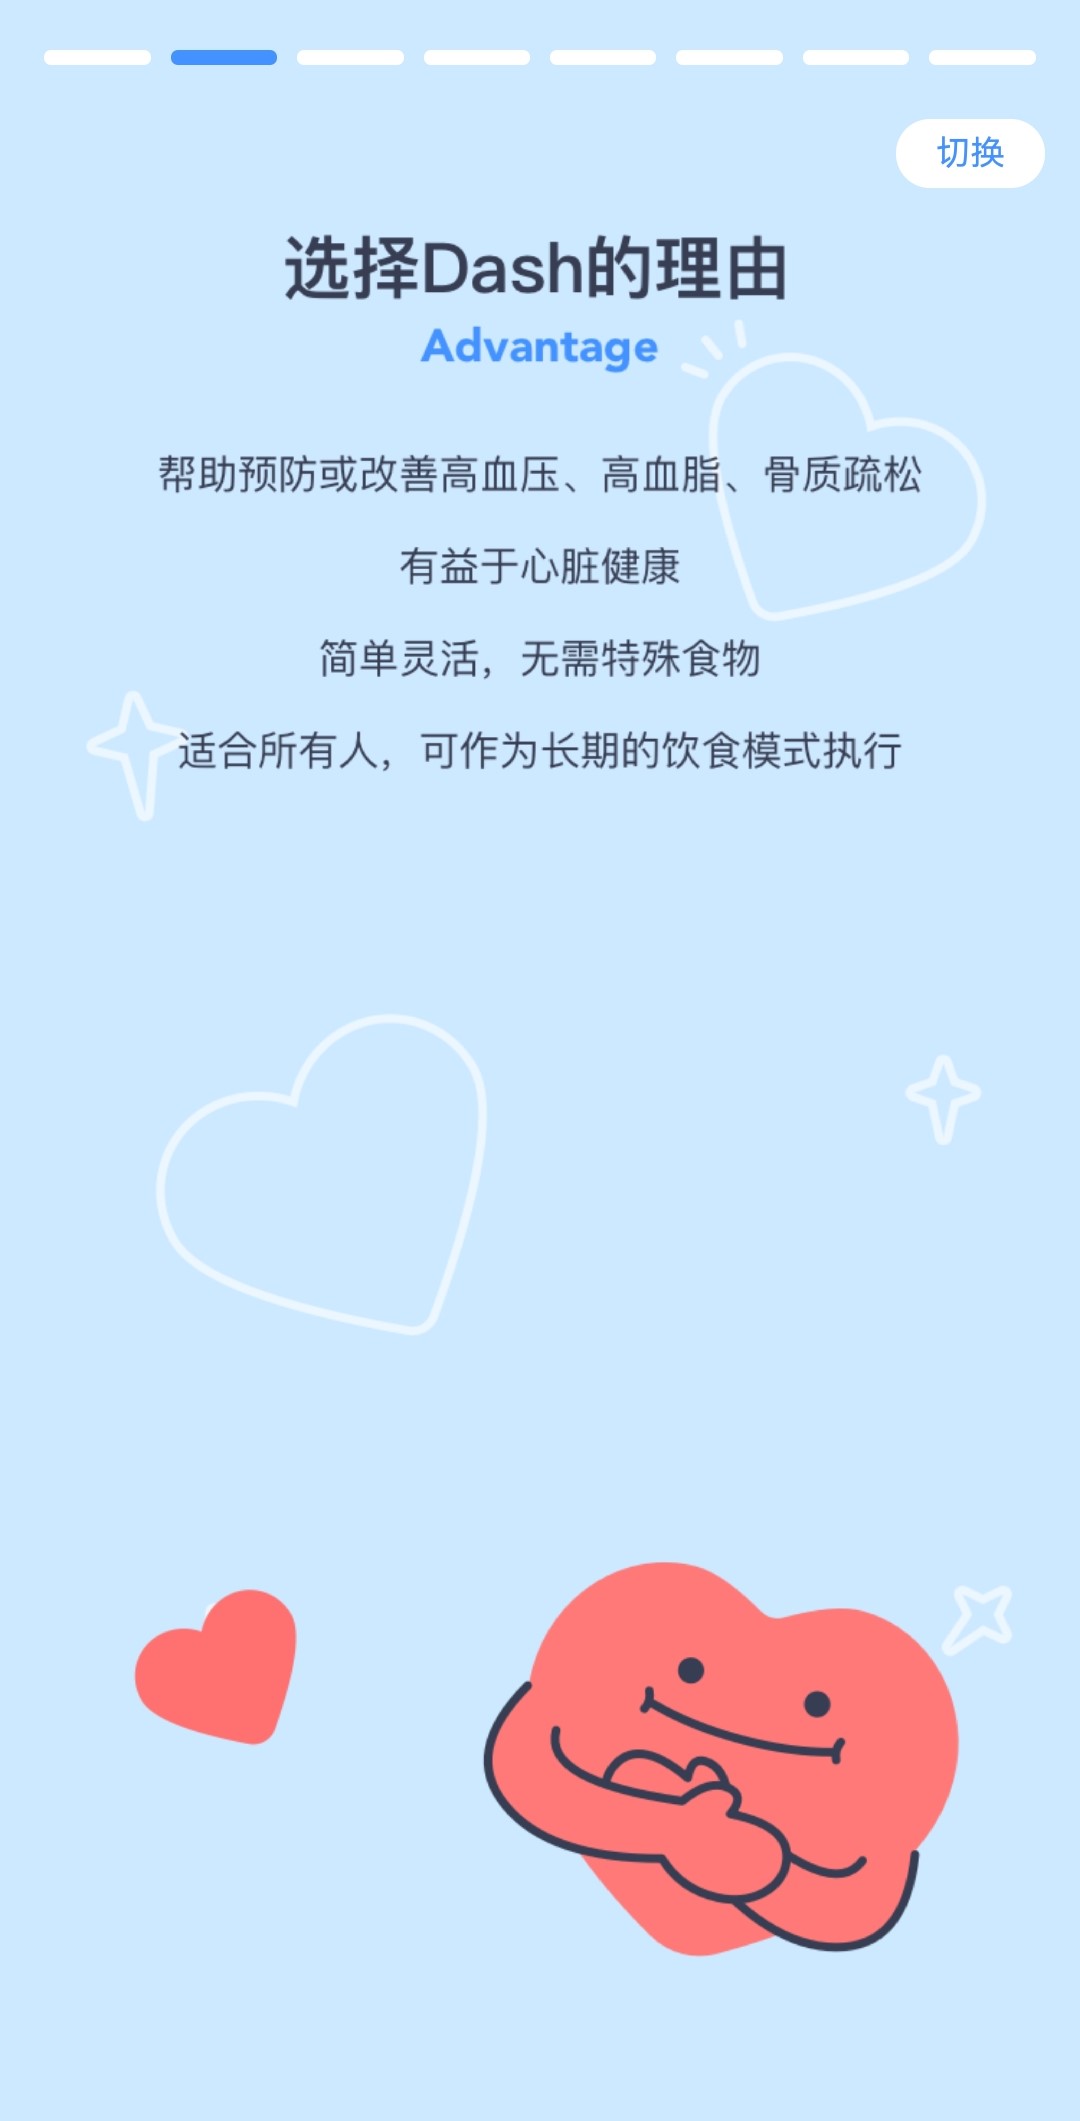 切换
选择Dash的理由
Advantage
帮助预防或改善高血压、高血脂、骨质疏松
有益于心脏健康
简单灵活，无需特殊食物
适合所有人，可作为长期的饮食模式执行